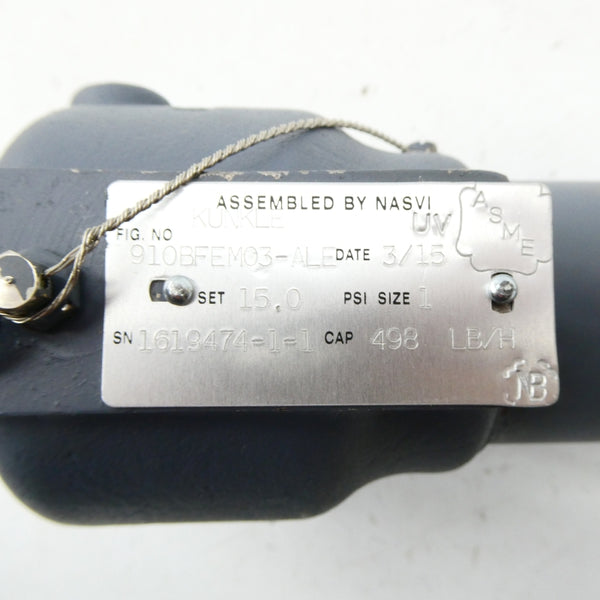 ASSEMBLED BY NASVI
KUNKLE UV ASME
FIG. NO 910BFEM03-ALE DATE 3/15
SET 15.0 PSI SIZE 1
SN 1619474-1-1 CAP 498 LB/H
JB